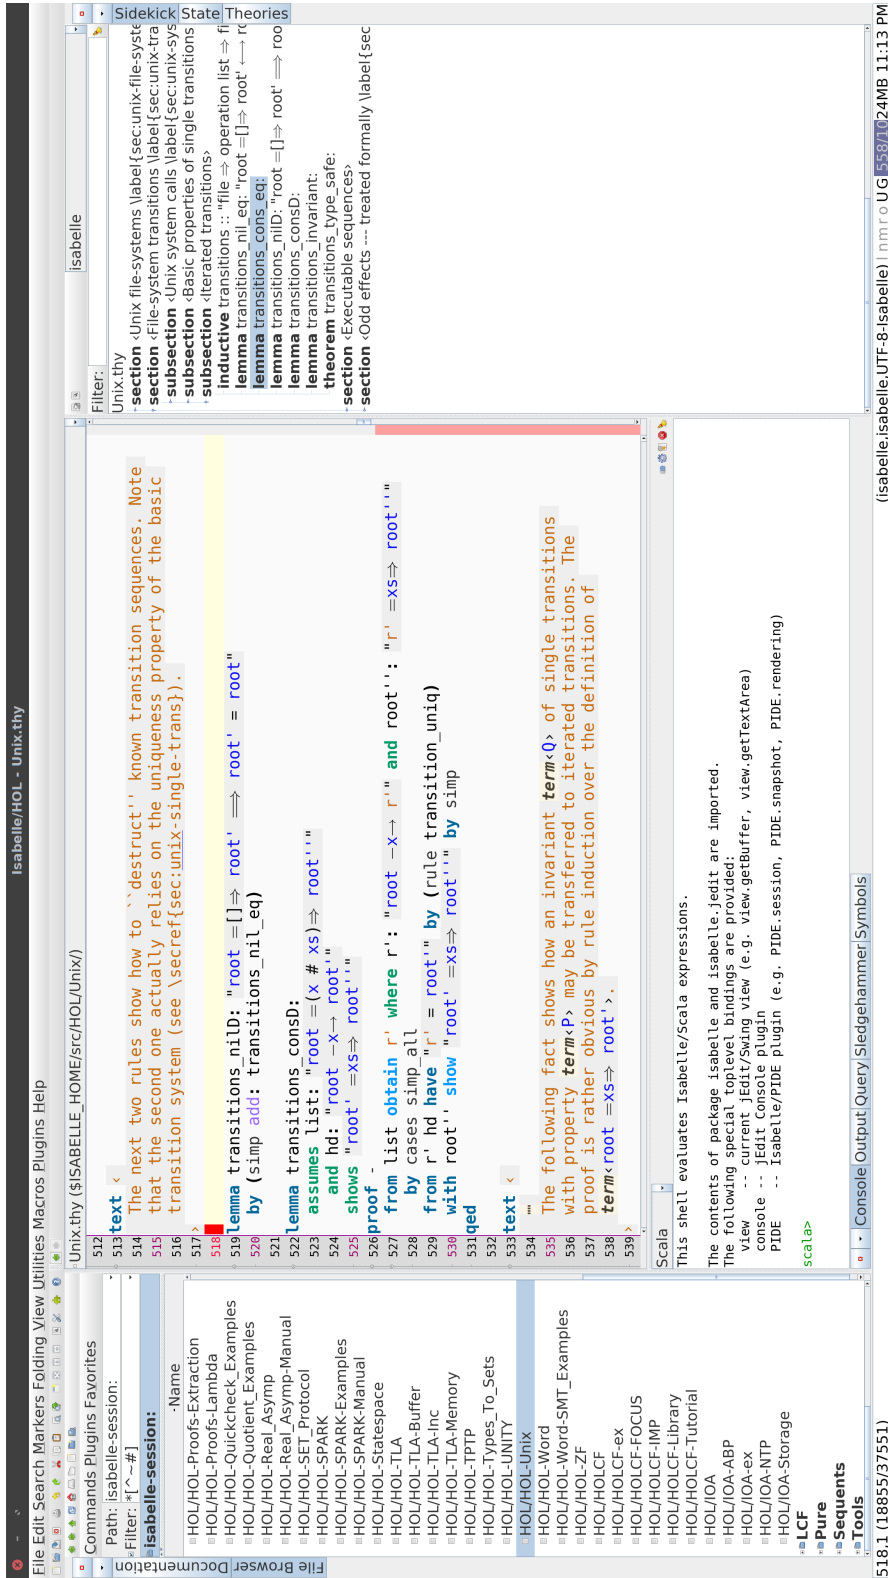 Isabelle/HOL - Unix.thy
File Edit Search Markers Folding View Utilities Macros Plugins Help
Commands Plugins Favorites
Path: isabelle-session:
Filter: *[^~#]
isabelle-session:
File Browser
Documentation
Name
HOL/HOL-Proofs-Extraction
HOL/HOL-Proofs-Lambda
HOL/HOL-Quickcheck_Examples
HOL/HOL-Quotient_Examples
HOL/HOL-Real_Asymp
HOL/HOL-Real_Asymp-Manual
HOL/HOL-SET_Protocol
HOL/HOL-SPARK
HOL/HOL-SPARK-Examples
HOL/HOL-SPARK-Manual
HOL/HOL-Statespace
HOL/HOL-TLA
HOL/HOL-TLA-Buffer
HOL/HOL-TLA-Inc
HOL/HOL-TLA-Memory
HOL/HOL-TPTP
HOL/HOL-Types_To_Sets
HOL/HOL-UNITY
HOL/HOL-Unix
HOL/HOL-Word
HOL/HOL-Word-SMT_Examples
HOL/HOL-ZF
HOL/HOLCF
HOL/HOLCF-ex
HOL/HOLCF-FOCUS
HOL/HOLCF-IMP
HOL/HOLCF-Library
HOL/HOLCF-Tutorial
HOL/IOA
HOL/IOA-ABP
HOL/IOA-ex
HOL/IOA-NTP
HOL/IOA-Storage
LCF
Pure
Sequents
Tools
Unix.thy ($ISABELLE_HOME/src/HOL/Unix/)
512
513 text ‹
514 The next two rules show how to ``destruct'' known transition sequences. Note
515 that the second one actually relies on the uniqueness property of the basic
516 transition system (see \secref{sec:unix-single-trans}).
517 ›
518
519 lemma transitions_nilD: "root =[]⇒ root' ⟹ root' = root"
520 by (simp add: transitions_nil_eq)
521
522 lemma transitions_consD:
523 assumes list: "root =(x # xs)⇒ root''"
524 and hd: "root −x→ root'"
525 shows "root' =xs⇒ root''"
526 proof -
527 from list obtain r' where r': "root −x→ r'" and root'': "r' =xs⇒ root''"
528 by cases simp_all
529 from r' hd have "r' = root'" by (rule transition_uniq)
530 with root'' show "root' =xs⇒ root''" by simp
531 qed
532
533 text ‹
534
535 The following fact shows how an invariant term‹Q› of single transitions
536 with property term‹P› may be transferred to iterated transitions. The
537 proof is rather obvious by rule induction over the definition of
538 term‹root =xs⇒ root'›.
539 ›
Scala
This shell evaluates Isabelle/Scala expressions.
The contents of package isabelle and isabelle.jedit are imported.
The following special toplevel bindings are provided:
view -- current jEdit/Swing view (e.g. view.getBuffer, view.getTextArea)
console -- jEdit Console plugin
PIDE -- Isabelle/PIDE plugin (e.g. PIDE.session, PIDE.snapshot, PIDE.rendering)
scala>
Console Output Query Sledgehammer Symbols
isabelle
Filter:
Unix.thy
section ‹Unix file-systems \label{sec:unix-file-syste
section ‹File-system transitions \label{sec:unix-tra
subsection ‹Unix system calls \label{sec:unix-sys
subsection ‹Basic properties of single transitions
subsection ‹Iterated transitions›
inductive transitions :: "file ⇒ operation list ⇒ fi
lemma transitions_nil_eq: "root =[]⇒ root' ⟷ ro
lemma transitions_cons_eq:
lemma transitions_nilD: "root =[]⇒ root' ⟹ roo
lemma transitions_consD:
lemma transitions_invariant:
theorem transitions_type_safe:
section ‹Executable sequences›
section ‹Odd effects --- treated formally \label{sec
Sidekick State Theories
518.1 (18855/37551)
(isabelle.isabelle.UTF-8-Isabelle) | n m r o UG 558/1024MB 11:13 PM